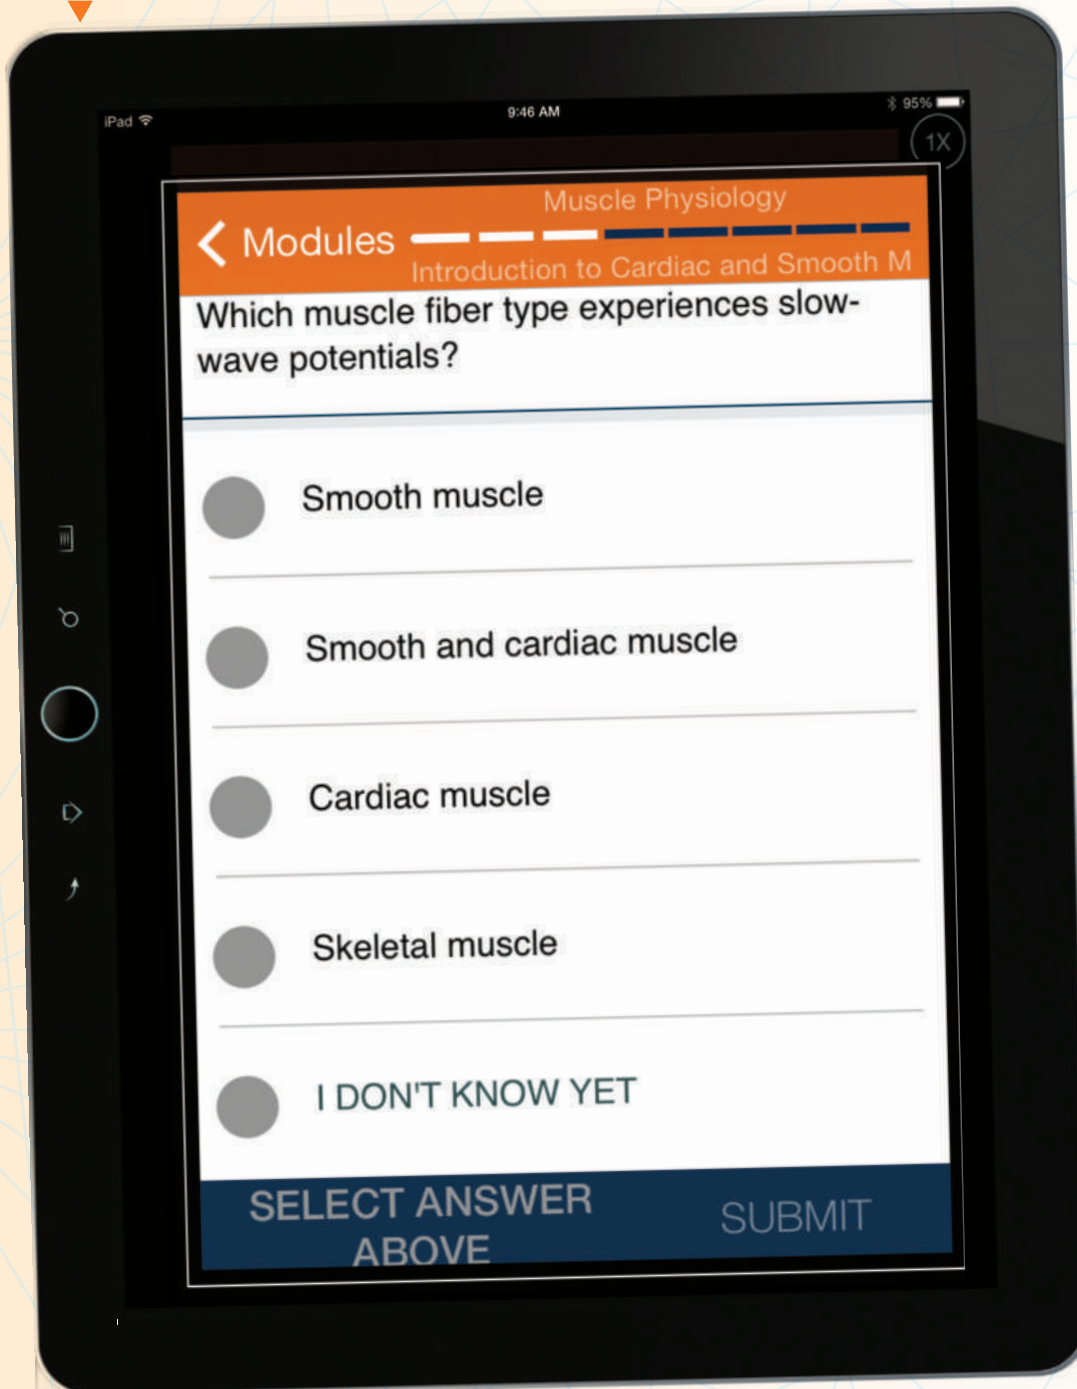 iPad
9:46 AM
95%
1X
Muscle Physiology
Modules
Introduction to Cardiac and Smooth M
Which muscle fiber type experiences slow-
wave potentials?
Smooth muscle
Smooth and cardiac muscle
Cardiac muscle
Skeletal muscle
I DON'T KNOW YET
SELECT ANSWER
ABOVE
SUBMIT